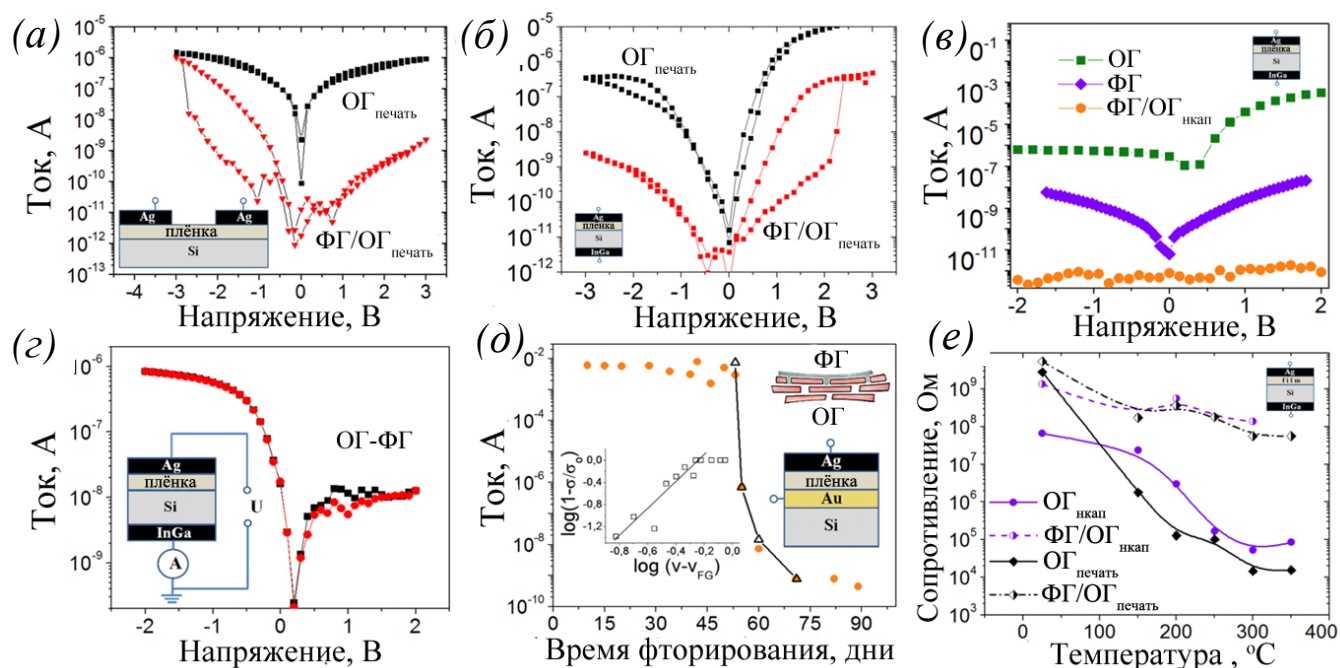 (а)
10⁻⁵
10⁻⁶
10⁻⁷
10⁻⁸
10⁻⁹
10⁻¹⁰
10⁻¹¹
10⁻¹²
10⁻¹³
Ток, А
ОГпечать
ФГ/ОГпечать
Ag
Ag
плёнка
Si
-4 -3 -2 -1 0 1 2 3
Напряжение, В
(б)
0⁻⁵
10⁻⁶
10⁻⁷
10⁻⁸
10⁻⁹
10⁻¹⁰
10⁻¹¹
10⁻¹²
Ток, А
ОГпечать
ФГ/ОГпечать
Ag
плёнка
Si
InGa
-3 -2 -1 0 1 2 3
Напряжение, В
(в)
10⁻¹
10⁻³
10⁻⁵
10⁻⁷
10⁻⁹
10⁻¹¹
Ток, А
ОГ
ФГ
ФГ/ОГнкап
Ag
плёнка
Si
InGa
-2 -1 0 1 2
Напряжение, В
(г)
10⁻⁶
10⁻⁷
10⁻⁸
10⁻⁹
Ток, А
ОГ-ФГ
Ag
плёнка
Si
InGa
U
A
-2 -1 0 1 2
Напряжение, В
(д)
10⁻²
10⁻⁴
10⁻⁶
10⁻⁸
10⁻¹⁰
Ток, А
ФГ
ОГ
log(1-σ/σ₀
0,0
-0,4
-0,8
-1,2
-0,8 -0,6 -0,4 -0,2 0,0
log (ν-νFG)
Ag
плёнка
Au
Si
0 15 30 45 60 75 90
Время фторирования, дни
(е)
10⁹
10⁸
10⁷
10⁶
10⁵
10⁴
10³
Сопротивление, Ом
Ag
film
Si
InGa
ОГнкап
ФГ/ОГнкап
ОГпечать
ФГ/ОГпечать
0 100 200 300 400
Температура , °С